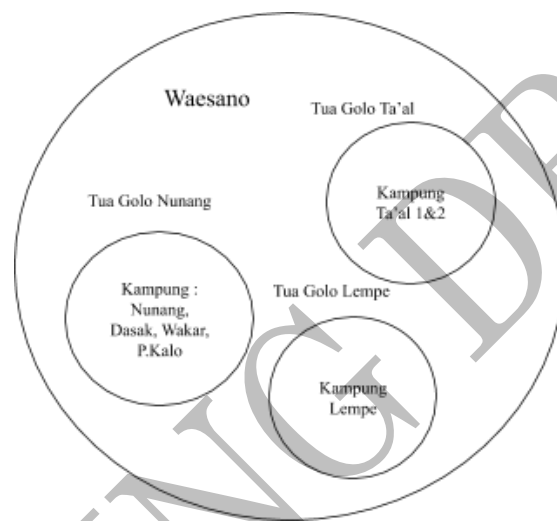 Waesano
Tua Golo Ta'al
Kampung
Ta'al 1&2
Tua Golo Nunang
Kampung :
Nunang,
Dasak, Wakar,
P.Kalo
Tua Golo Lempe
Kampung
Lempe